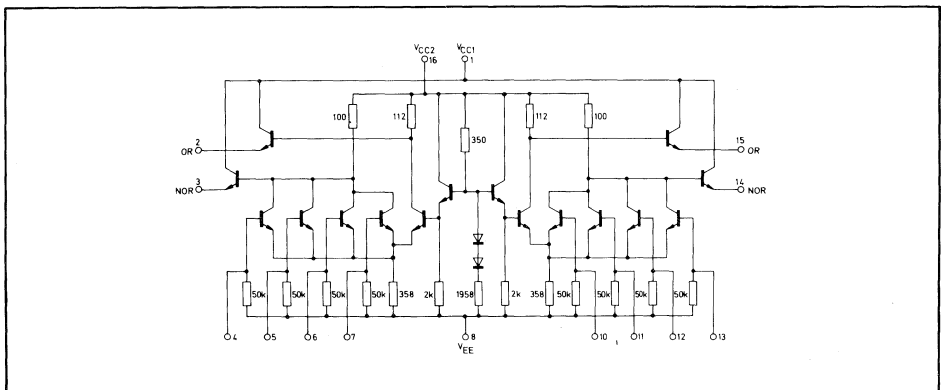 VCC2 VCC1
16 1
100 112 350 112 100
2
OR
15
OR
3
NOR
14
NOR
50k 50k 50k 50k 358 2k 1958 2k 358 50k 50k 50k 50k
4 5 6 7 8 10 11 12 13
VEE